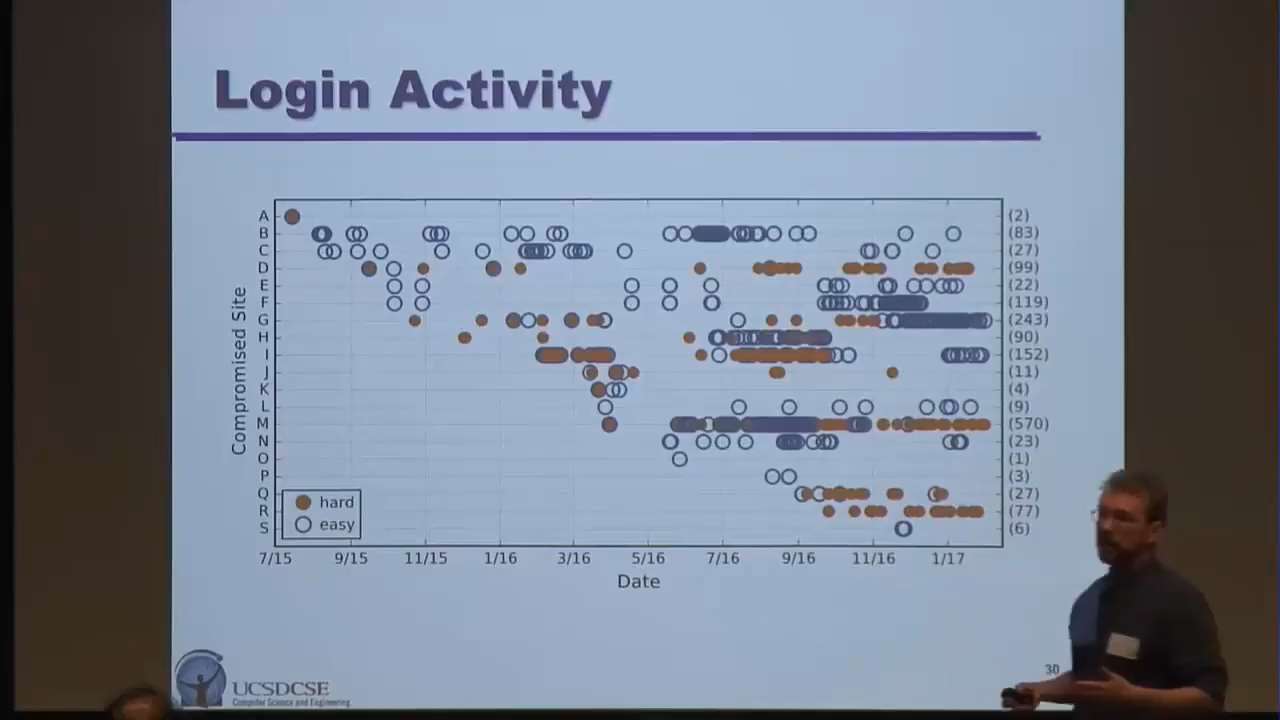 Login Activity
Compromised Site
A (2)
B (83)
C (27)
D (99)
E (22)
F (119)
G (243)
H (90)
I (152)
J (11)
K (4)
L (9)
M (570)
N (23)
O (1)
P (3)
Q (27)
R (77)
S (6)
hard
easy
7/15 9/15 11/15 1/16 3/16 5/16 7/16 9/16 11/16 1/17
Date
UCSDCSE
Computer Science and Engineering
30